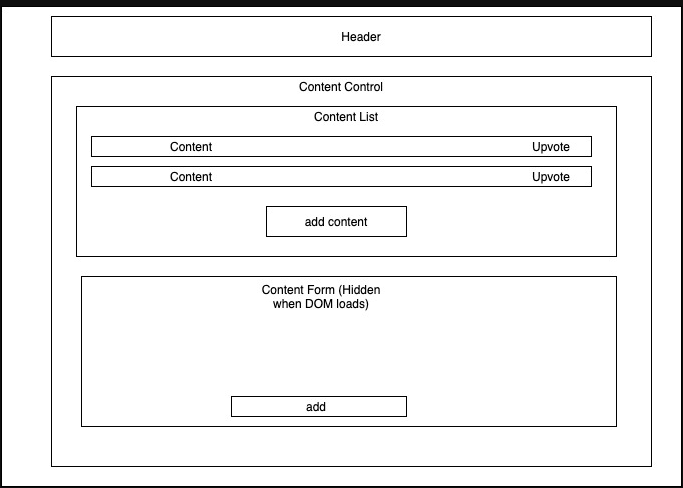 Header
Content Control
Content List
Content Upvote
Content Upvote
add content
Content Form (Hidden
when DOM loads)
add